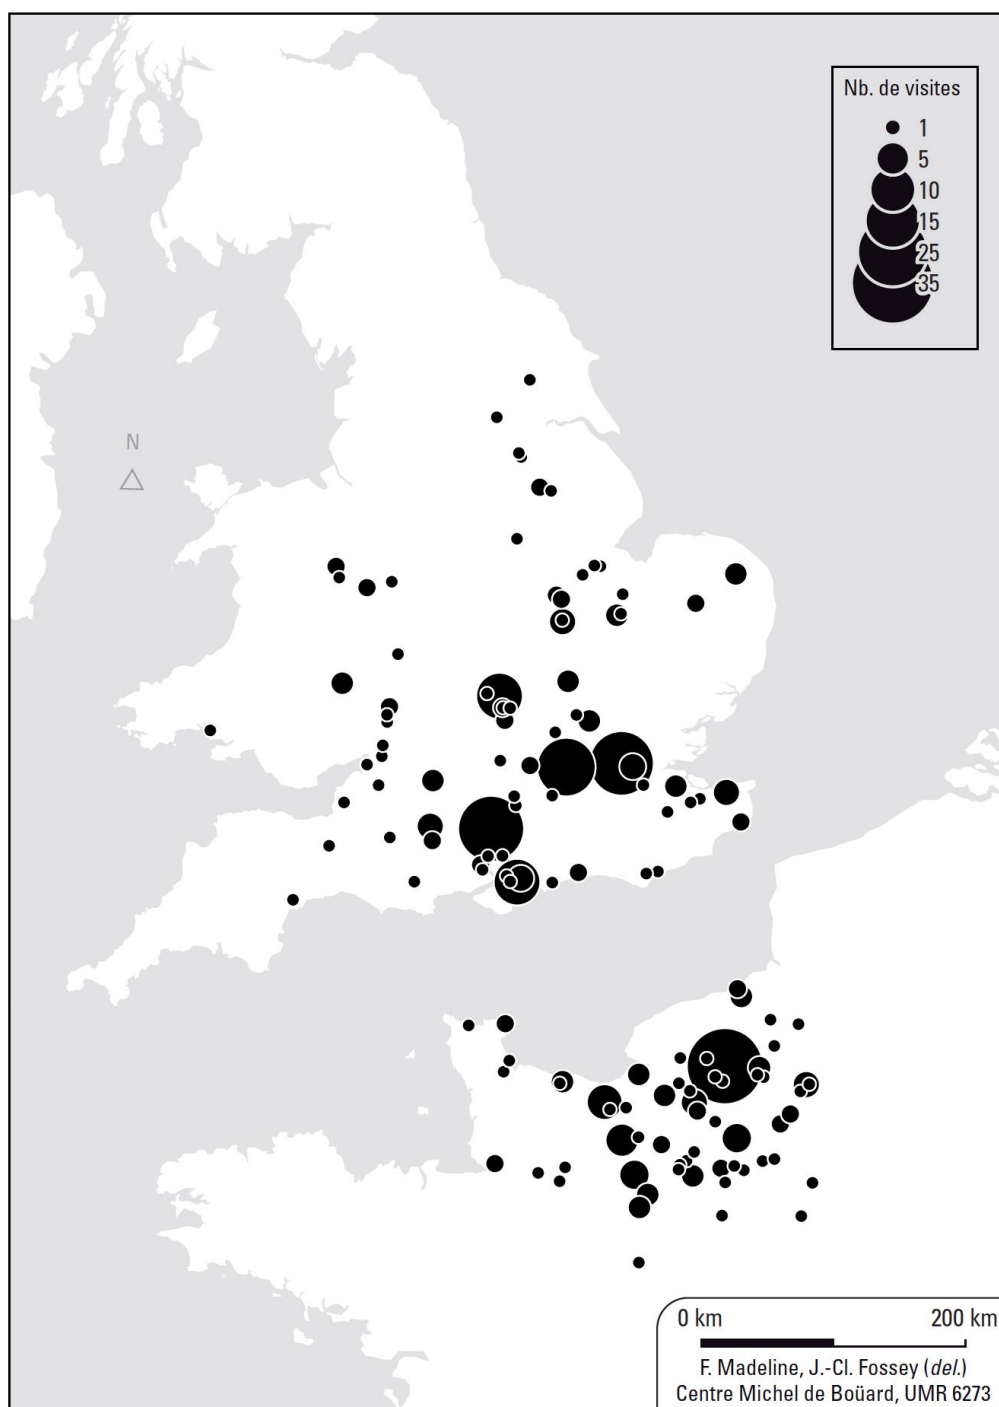 Nb. de visites
1
5
10
15
25
35
N
0 km 200 km
F. Madeline, J.-Cl. Fossey (del.)
Centre Michel de Boüard, UMR 6273